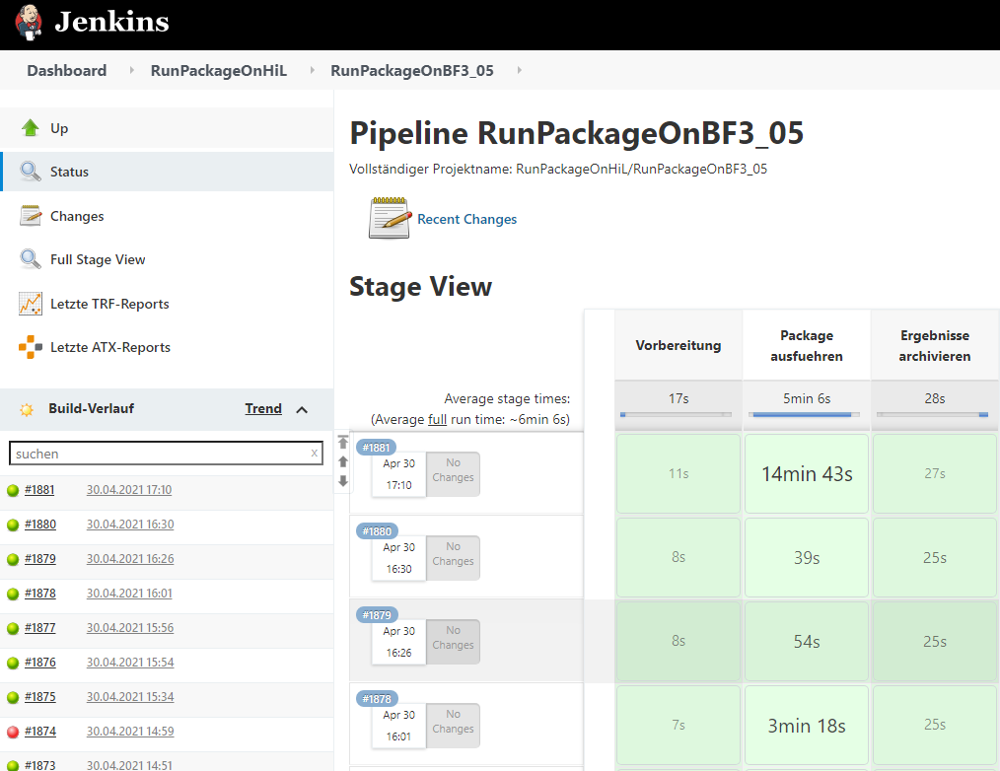 Jenkins
Dashboard RunPackageOnHiL RunPackageOnBF3_05
Up
Status
Changes
Full Stage View
Letzte TRF-Reports
Letzte ATX-Reports
Build-Verlauf Trend
suchen x
#1881 30.04.2021 17:10
#1880 30.04.2021 16:30
#1879 30.04.2021 16:26
#1878 30.04.2021 16:01
#1877 30.04.2021 15:56
#1876 30.04.2021 15:54
#1875 30.04.2021 15:34
#1874 30.04.2021 14:59
#1873 30.04.2021 14:51
Pipeline RunPackageOnBF3_05
Vollständiger Projektname: RunPackageOnHiL/RunPackageOnBF3_05
Recent Changes
Stage View
Vorbereitung
Package
ausfuehren
Ergebnisse
archivieren
Average stage times:
(Average full run time: ~6min 6s)
17s 5min 6s 28s
#1881
Apr 30
17:10
No
Changes
11s 14min 43s 27s
#1880
Apr 30
16:30
No
Changes
8s 39s 25s
#1879
Apr 30
16:26
No
Changes
8s 54s 25s
#1878
Apr 30
16:01
No
Changes
7s 3min 18s 25s